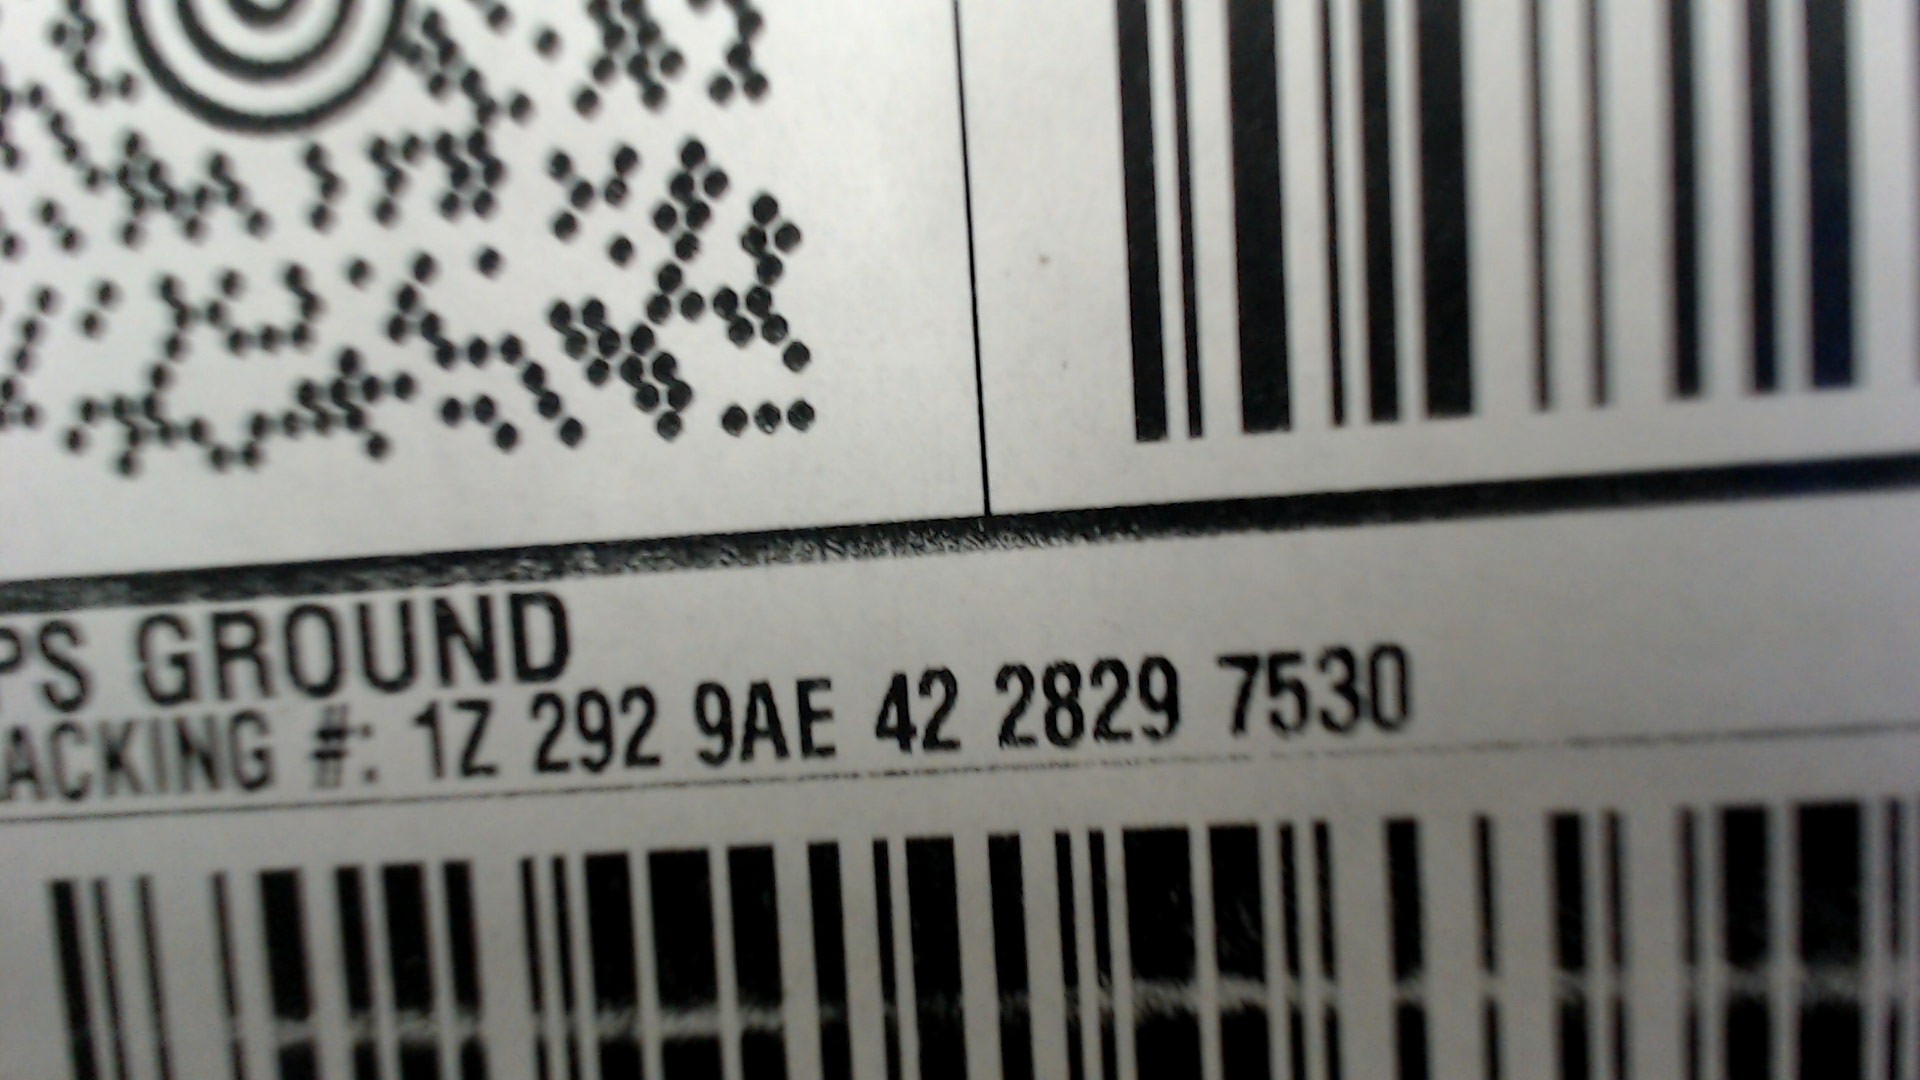 PS GROUND
ACKING #: 1Z 292 9AE 42 2829 7530